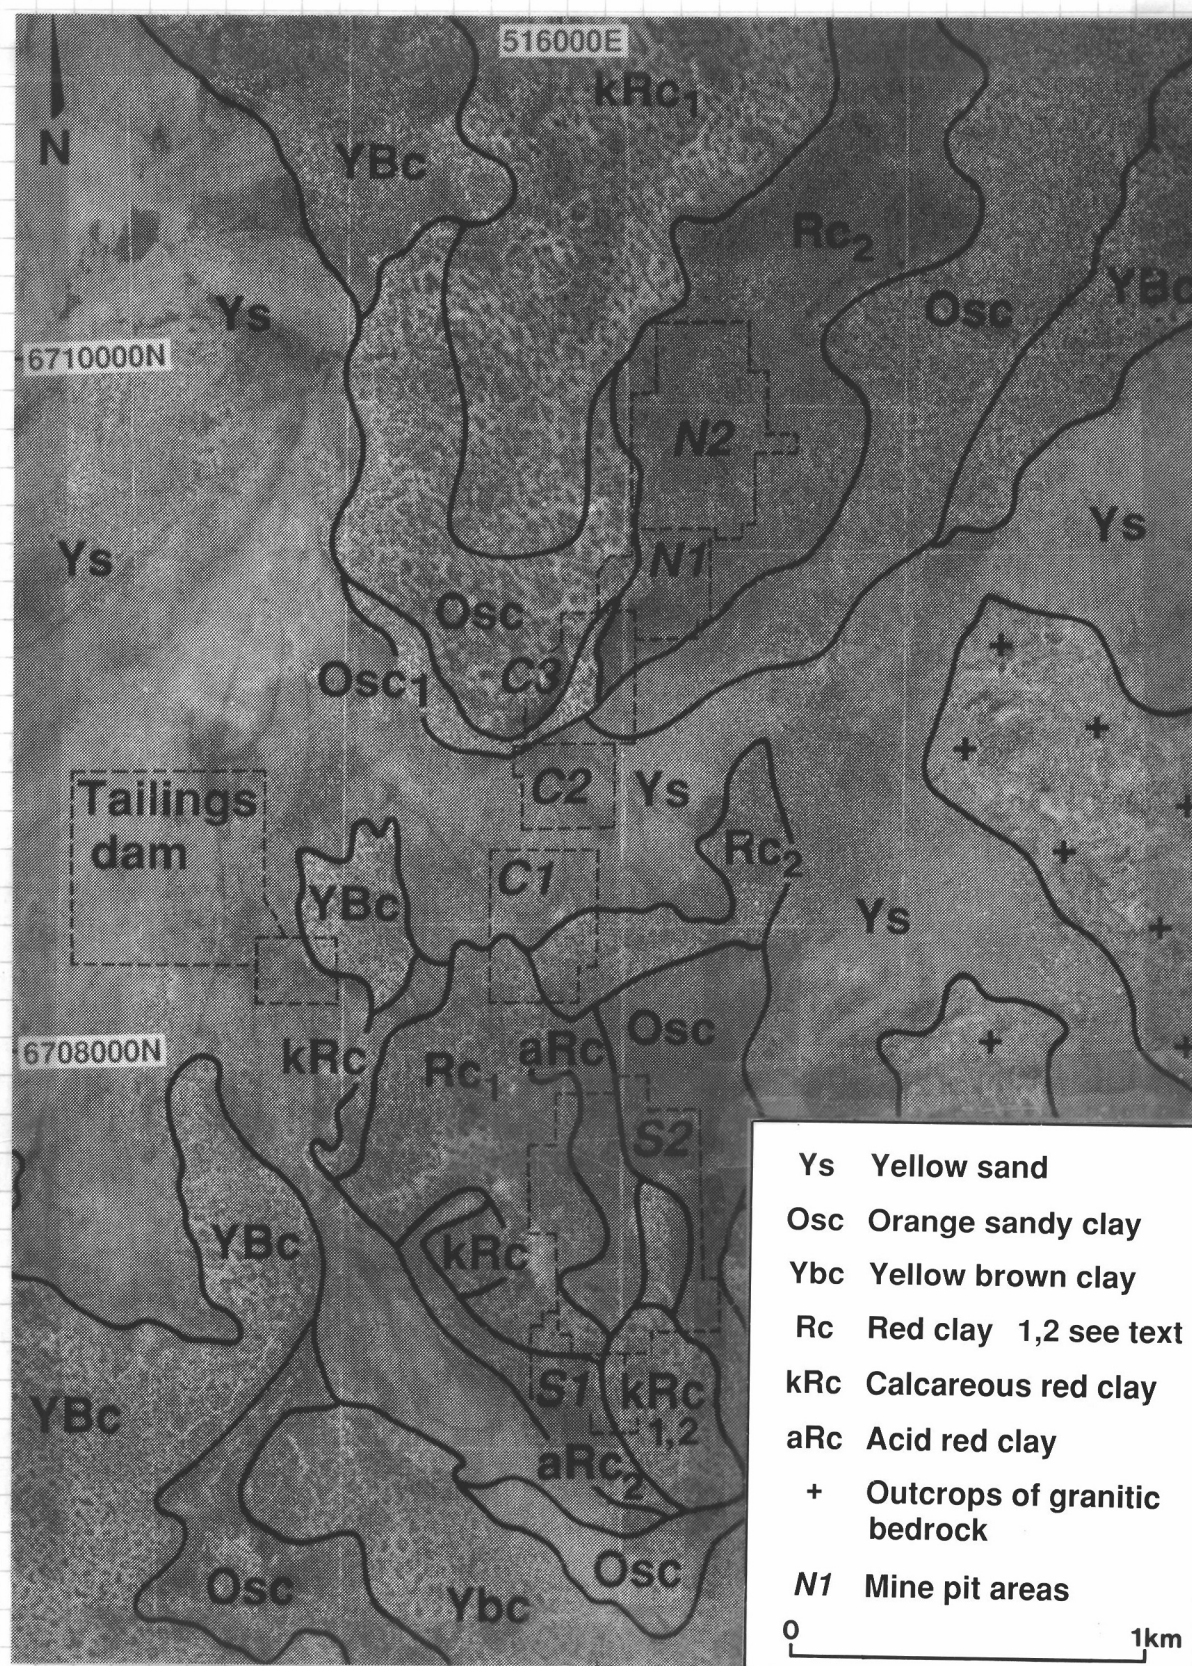 516000E
kRc1
N
YBc
Rc2
YBc
Osc
Ys
6710000N
N2
Ys
Ys
N1
Osc
Osc1
C3
Tailings
dam
C2
Ys
Rc2
C1
YBc
Ys
6708000N
kRc
Rc1
aRc
Osc
S2
YBc
kRc
S1
kRc
1,2
YBc
aRc2
Osc
Osc
Ybc
Ys Yellow sand
Osc Orange sandy clay
Ybc Yellow brown clay
Rc Red clay 1,2 see text
kRc Calcareous red clay
aRc Acid red clay
+ Outcrops of granitic
bedrock
N1 Mine pit areas
0 1km